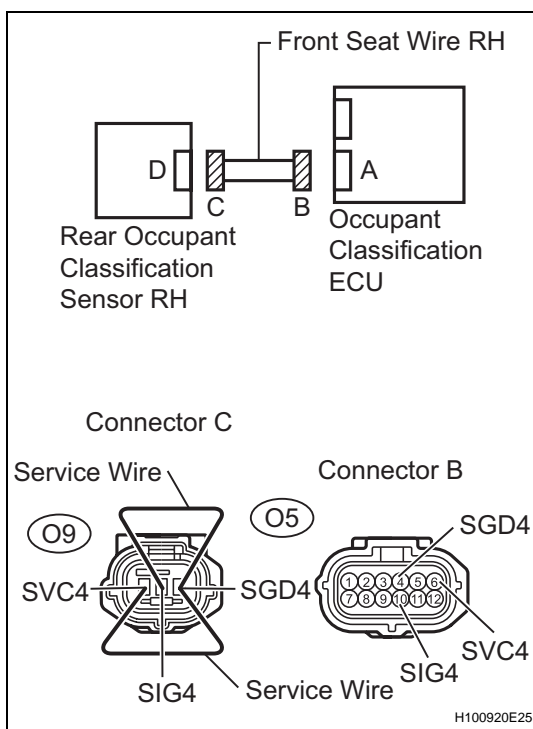 Front Seat Wire RH
D
C
B
A
Rear Occupant
Classification
Sensor RH
Occupant
Classification
ECU
Connector C
Service Wire
Connector B
O9
O5
SGD4
SVC4
SGD4
1 2 3 4 5 6
7 8 9 10 11 12
SVC4
SIG4
SIG4
Service Wire
H100920E25